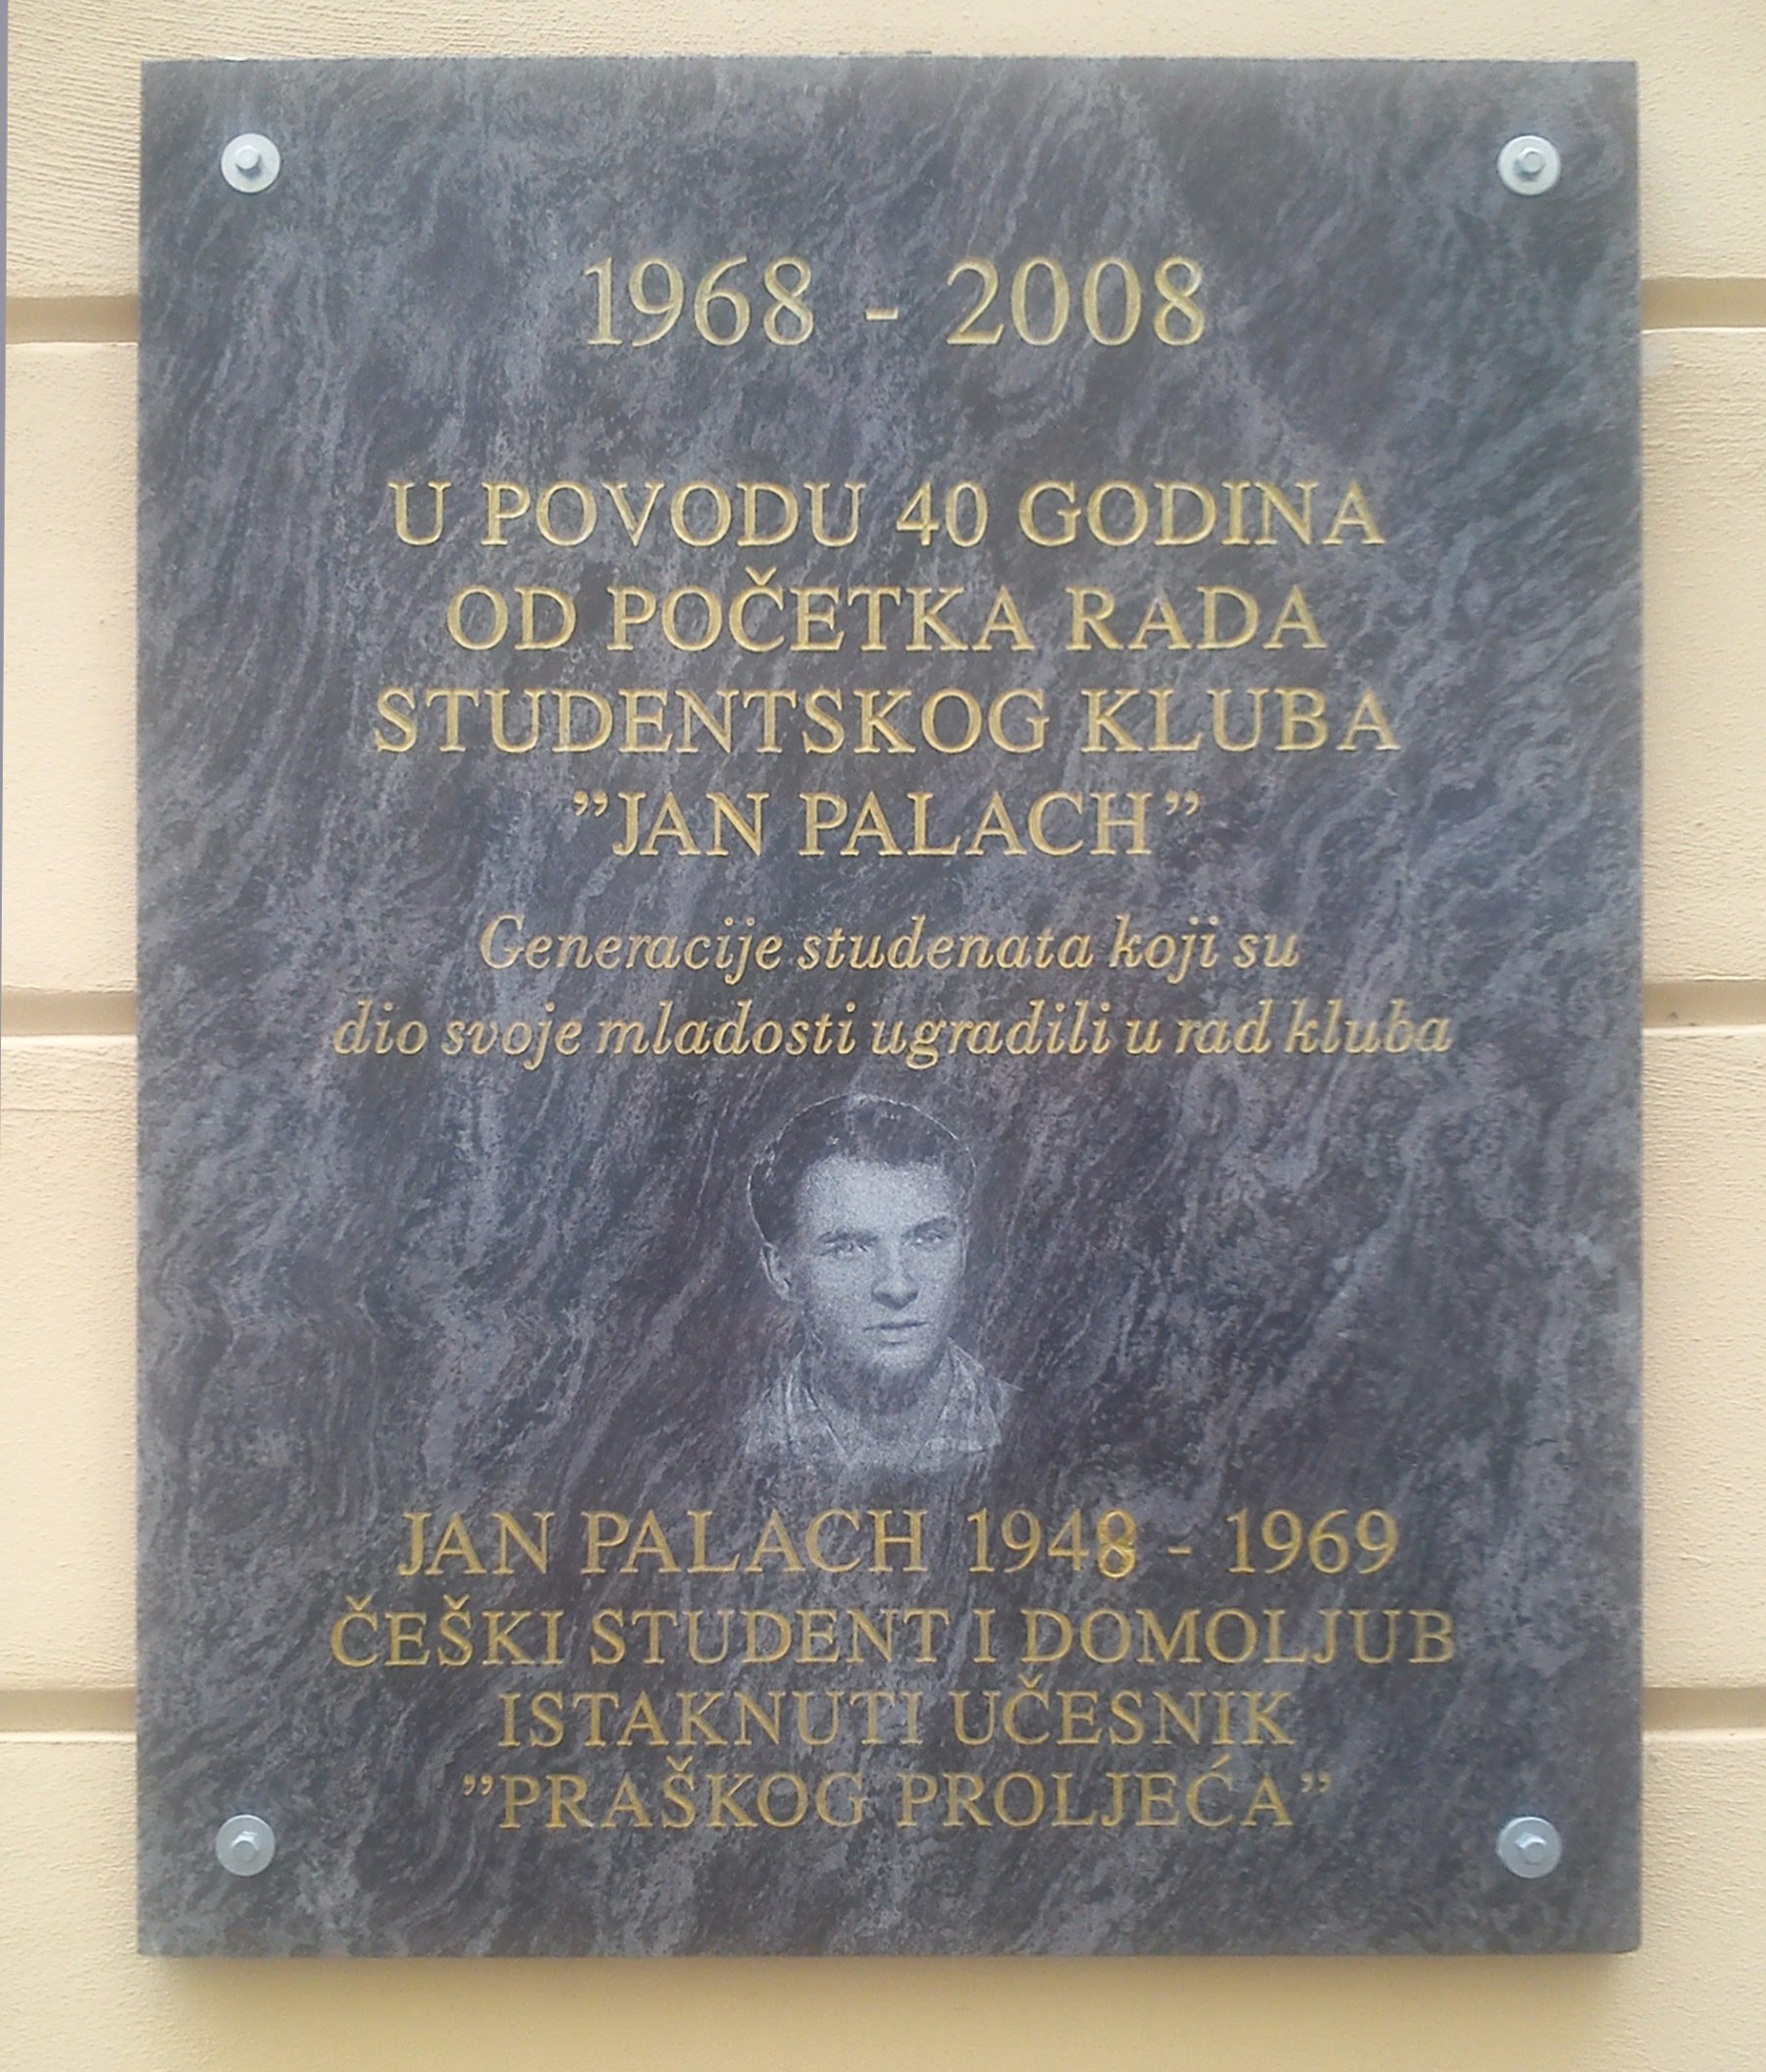 1968 - 2008
U POVODU 40 GODINA
OD POČETKA RADA
STUDENTSKOG KLUBA
”JAN PALACH”
Generacije studenata koji su
dio svoje mladosti ugradili u rad kluba
JAN PALACH 1948 - 1969
ČEŠKI STUDENT I DOMOLJUB
ISTAKNUTI UČESNIK
”PRAŠKOG PROLJEĆA”